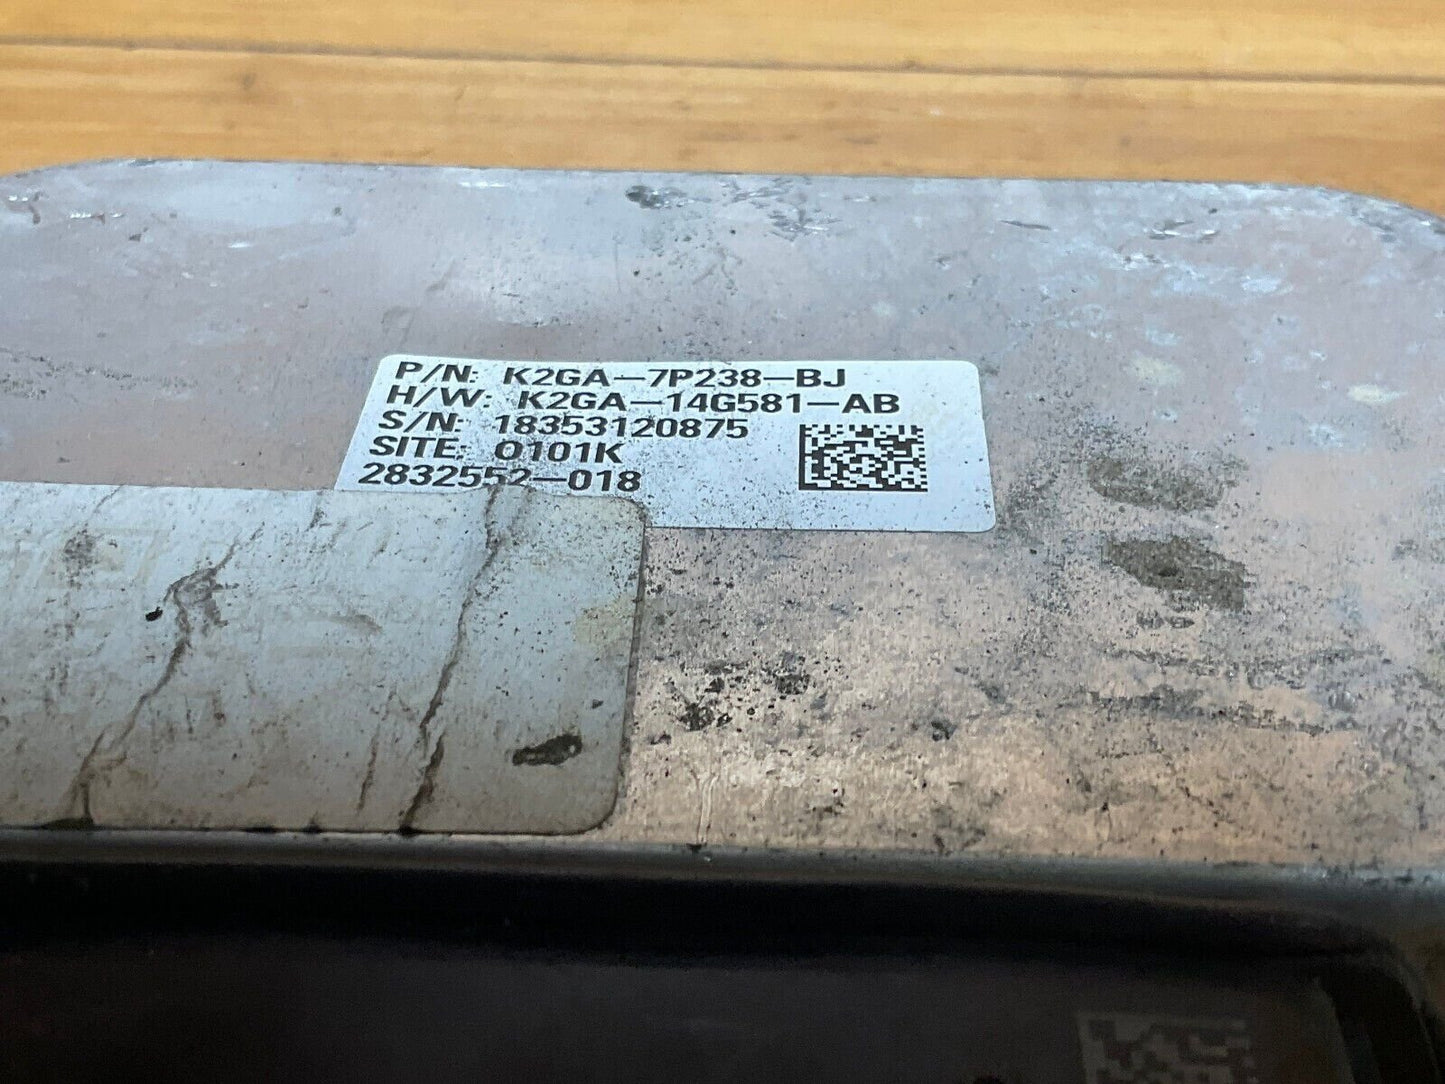 P/N: K2GA-7P238-BJ
H/W: K2GA-14G581-AB
S/N: 18353120875
SITE: O101K
2832552-018